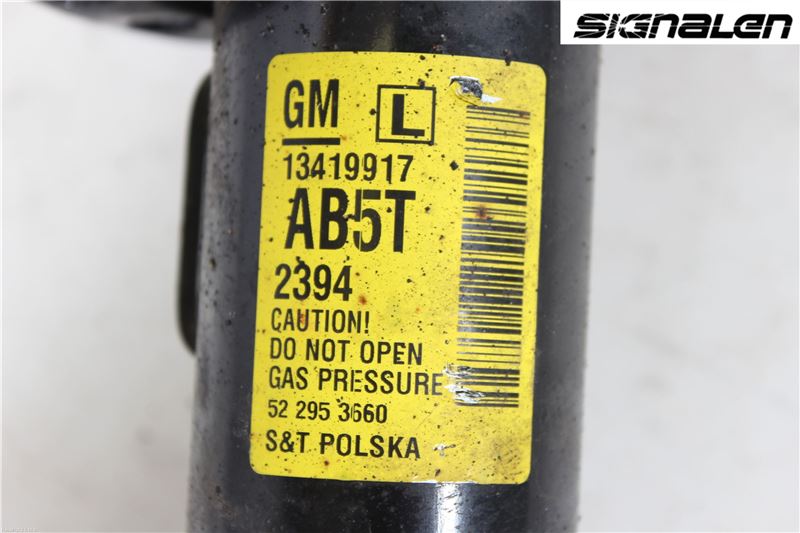 SIGNALEN
GM L
13419917
AB5T
2394
CAUTION!
DO NOT OPEN
GAS PRESSURE
52 295 3660
S&T POLSKA